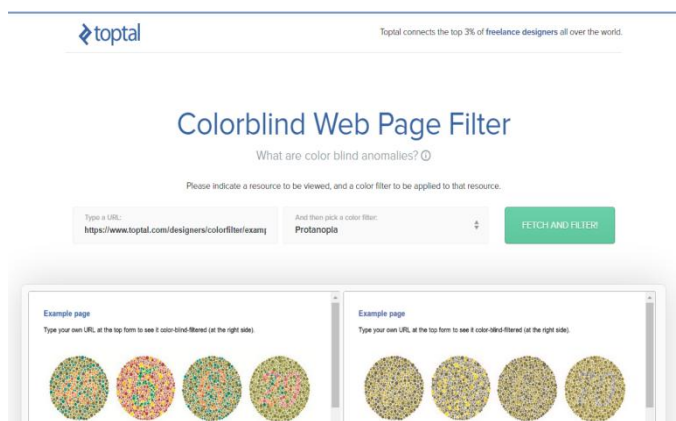 toptal
Toptal connects the top 3% of freelance designers all over the world.
Colorblind Web Page Filter
What are color blind anomalies?
Please indicate a resource to be viewed, and a color filter to be applied to that resource.
Type a URL:
https://www.toptal.com/designers/colorfilter/examp
And then pick a color filter:
Protanopia
FETCH AND FILTER!
Example page
Type your own URL at the top form to see it color-blind-filtered (at the right side).
Example page
Type your own URL at the top form to see it color-blind-filtered (at the right side).